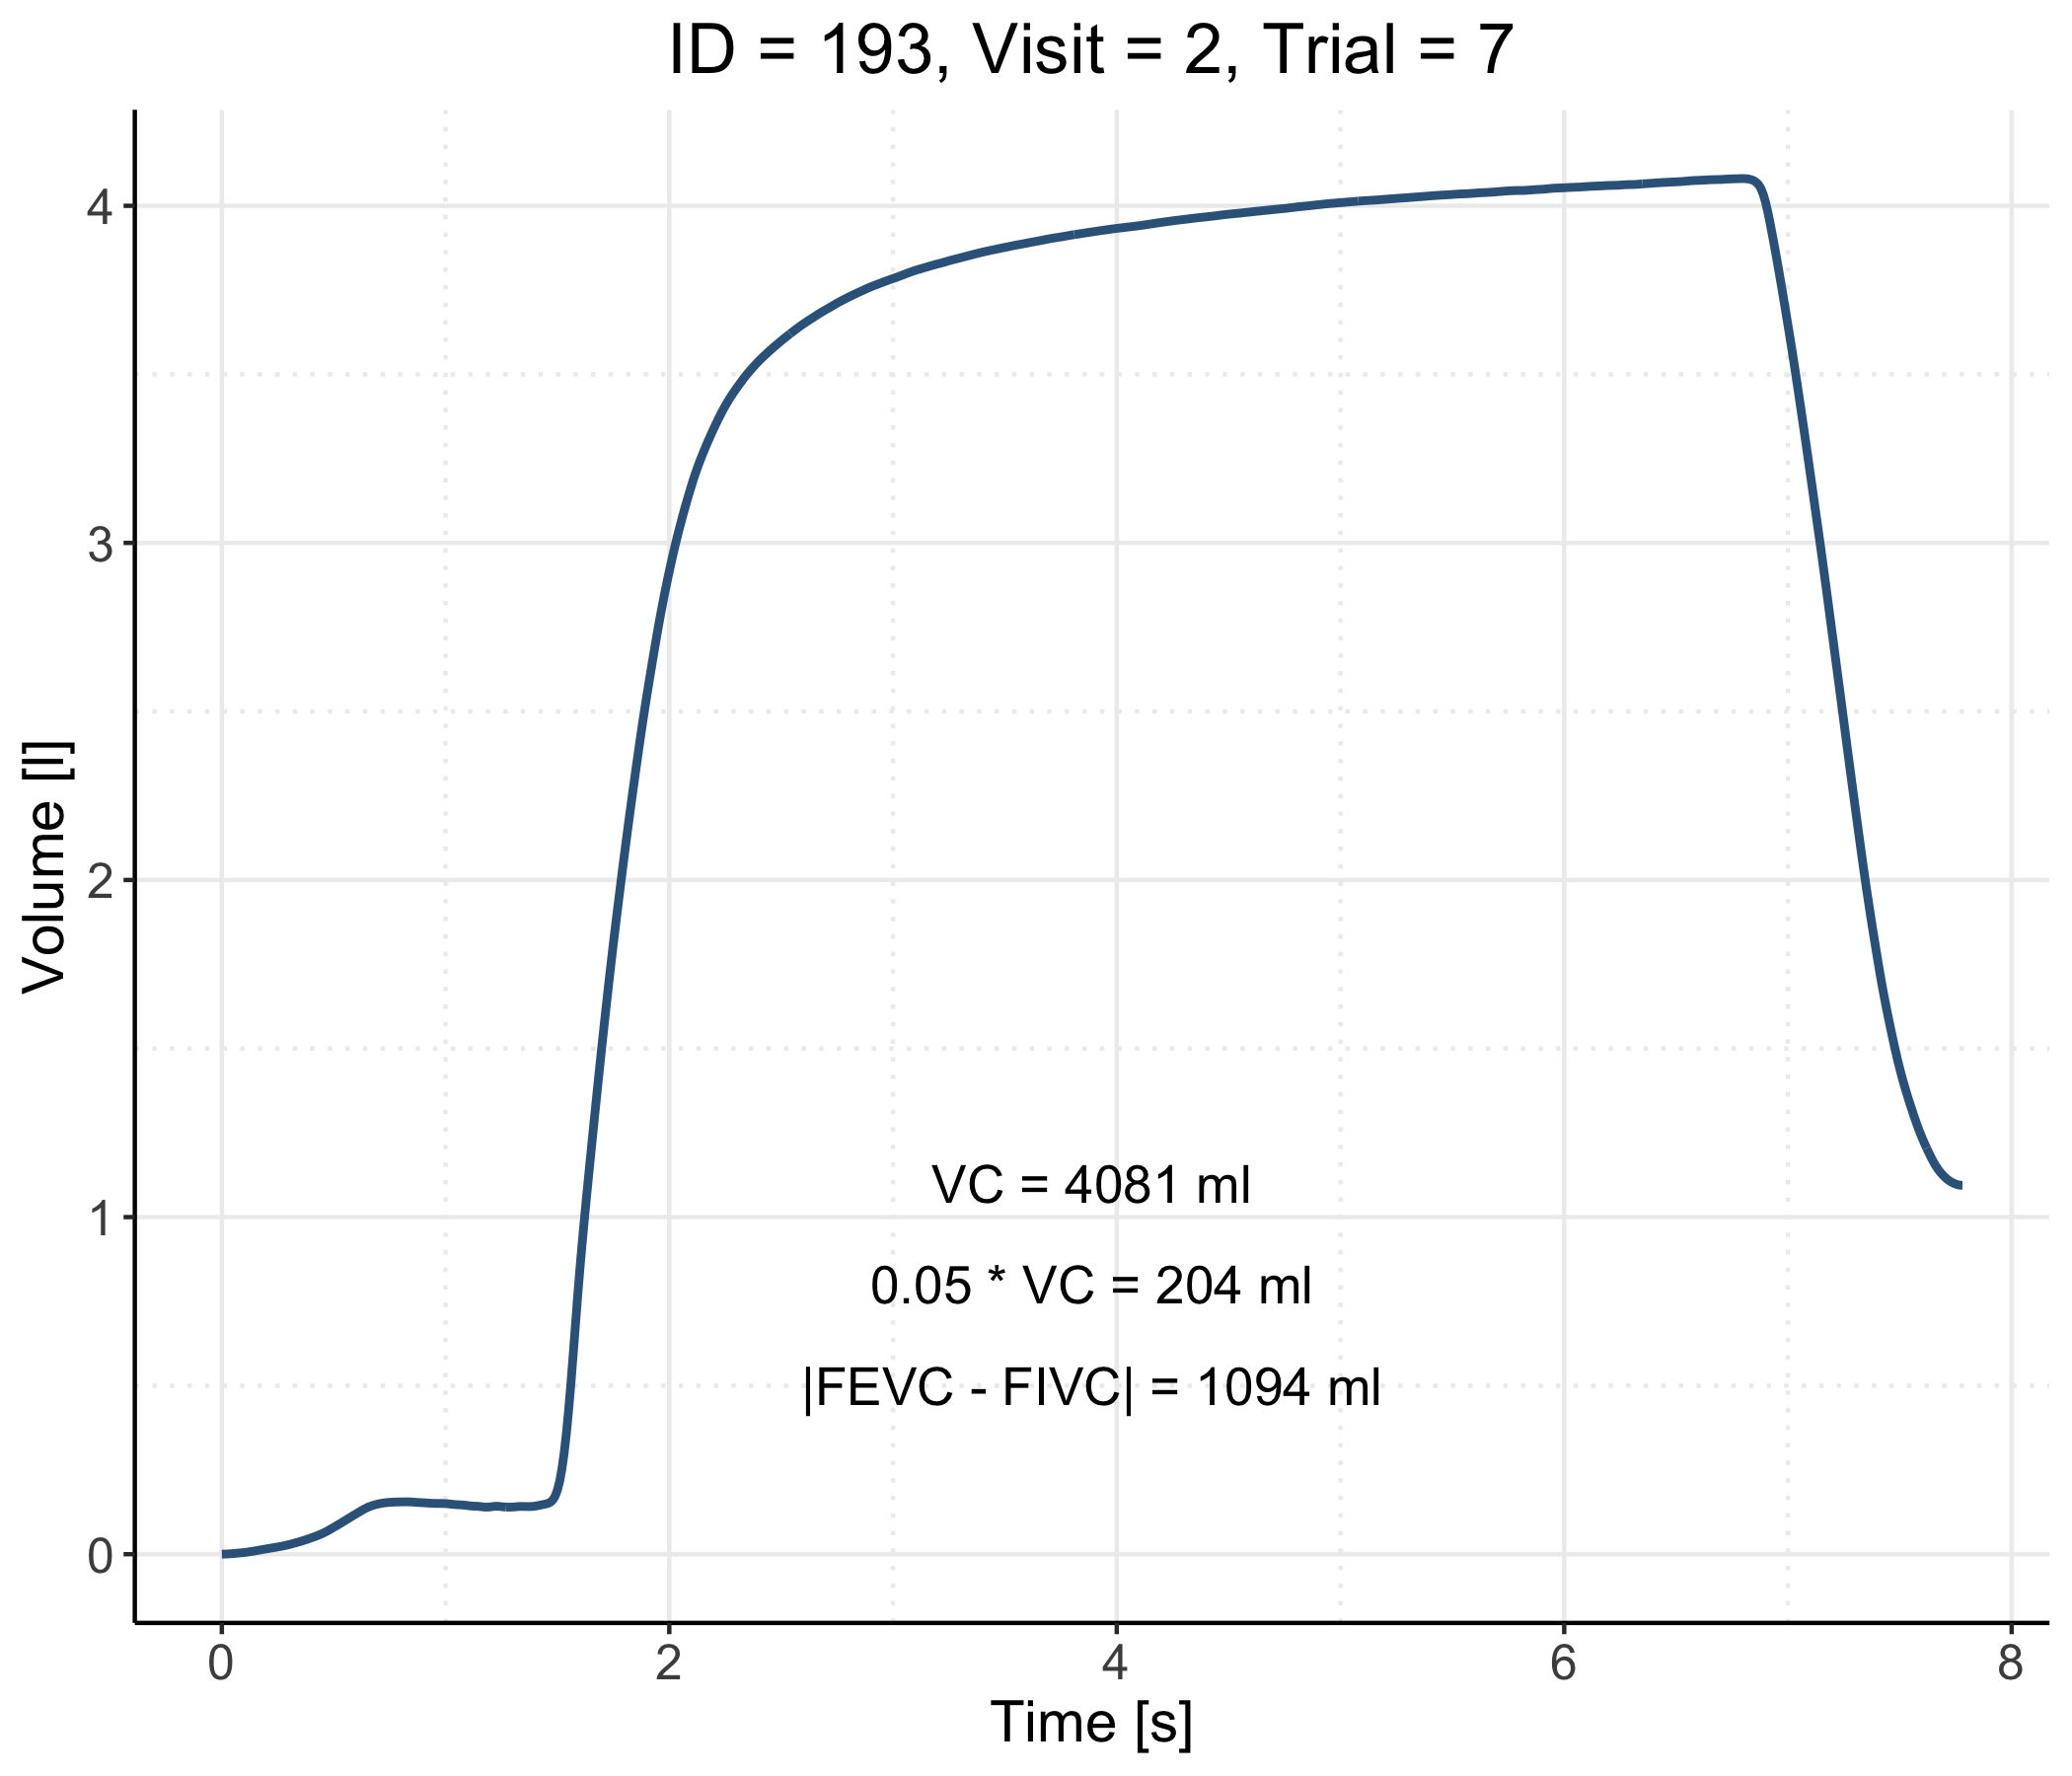 ID = 193, Visit = 2, Trial = 7
4
3
2
1
0
Volume [l]
VC = 4081 ml
0.05 * VC = 204 ml
|FEVC - FIVC| = 1094 ml
0 2 4 6 8
Time [s]